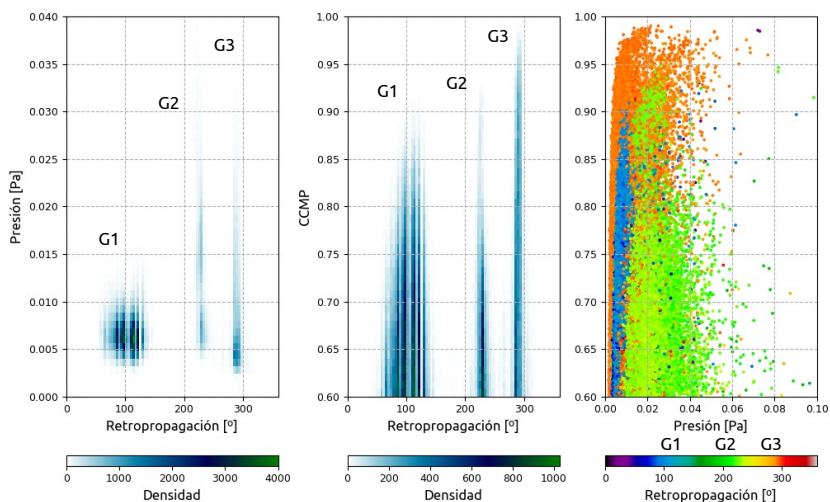 0.040
0.035
0.030
0.025
0.020
0.015
0.010
0.005
0.000
Presión [Pa]
G1
G2
G3
0 100 200 300
Retropropagación [º]
0 1000 2000 3000 4000
Densidad
1.00
0.95
0.90
0.85
0.80
0.75
0.70
0.65
0.60
CCMP
G1
G2
G3
0 100 200 300
Retropropagación [º]
0 500 1000
Densidad
1.00
0.95
0.90
0.85
0.80
0.75
0.70
0.65
0.60
0.00 0.02 0.04 0.06 0.08 0.10
Presión [Pa]
G1 G2 G3
0 100 200 300
Retropropagación [º]